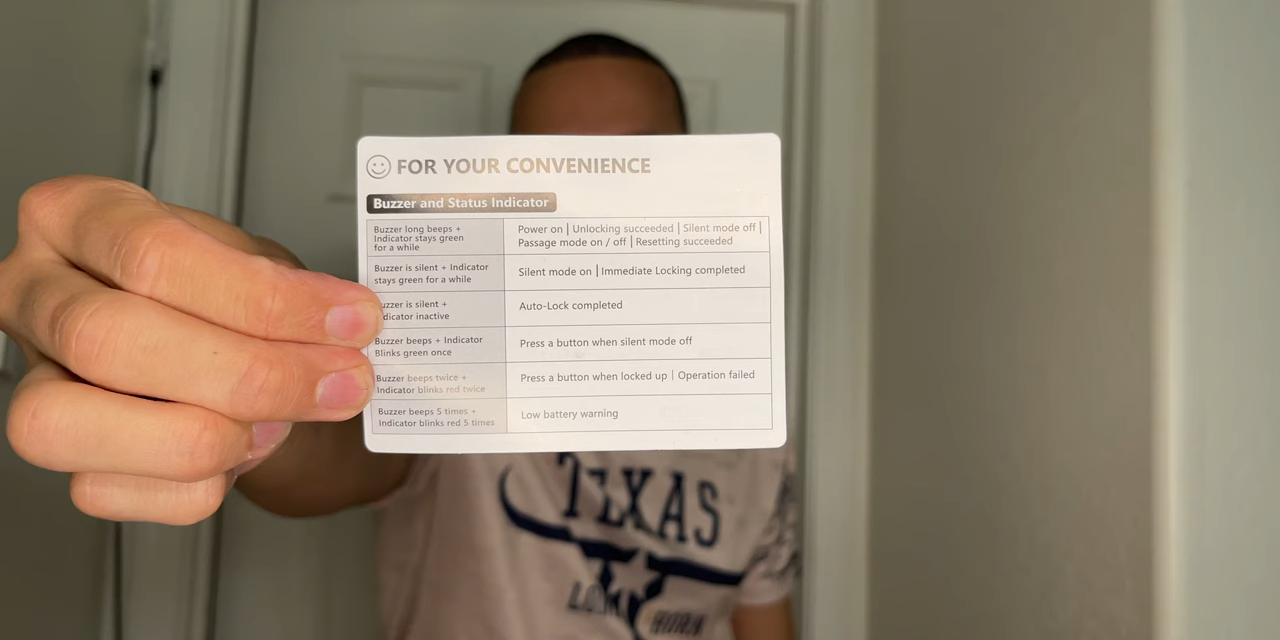 FOR YOUR CONVENIENCE
Buzzer and Status Indicator
Buzzer long beeps +
Indicator stays green
for a while
Power on | Unlocking succeeded | Silent mode off |
Passage mode on / off | Resetting succeeded
Buzzer is silent + Indicator
stays green for a while
Silent mode on | Immediate Locking completed
uzzer is silent +
dicator inactive
Auto-Lock completed
Buzzer beeps + Indicator
Blinks green once
Press a button when silent mode off
Buzzer beeps twice +
Indicator blinks red twice
Press a button when locked up | Operation failed
Buzzer beeps 5 times +
Indicator blinks red 5 times
Low battery warning
TEXAS
HORN